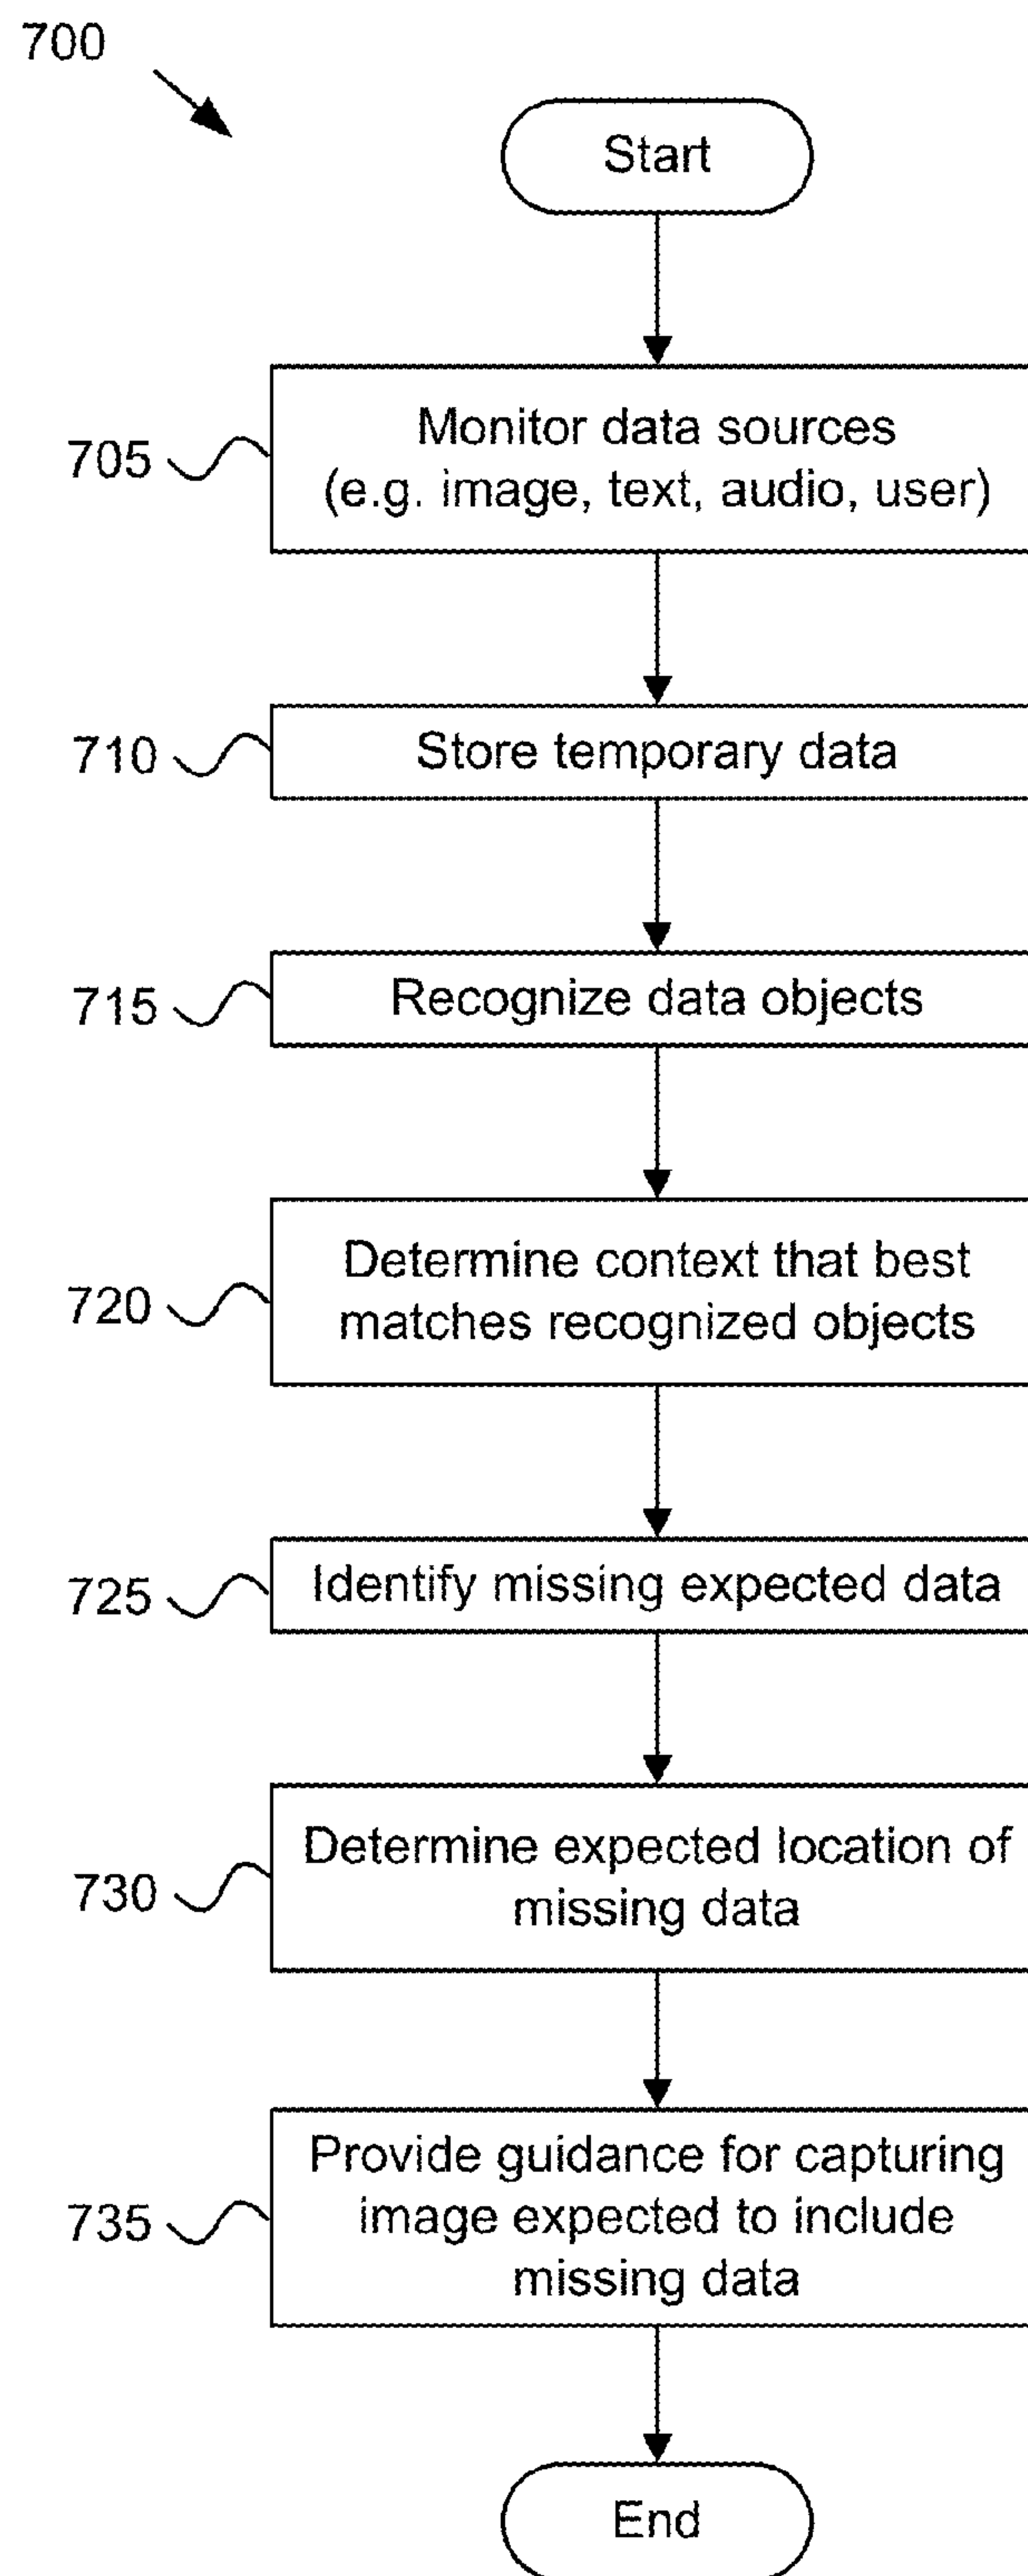 700
Start
705
Monitor data sources
(e.g. image, text, audio, user)
710
Store temporary data
715
Recognize data objects
720
Determine context that best
matches recognized objects
725
Identify missing expected data
730
Determine expected location of
missing data
735
Provide guidance for capturing
image expected to include
missing data
End